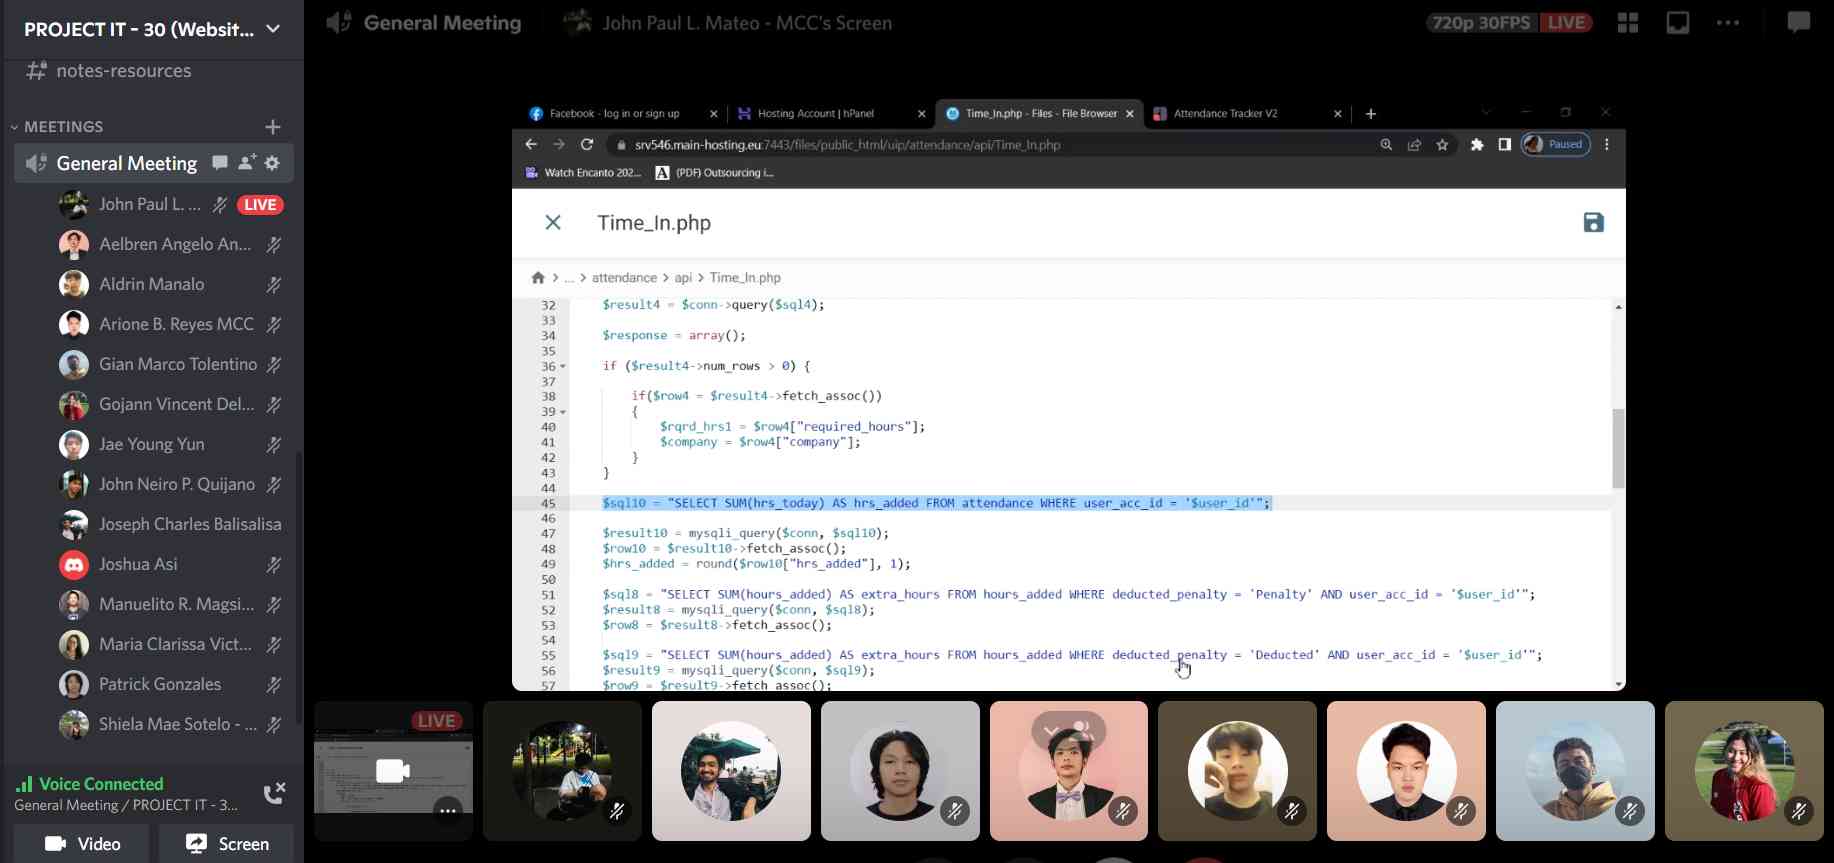 PROJECT IT - 30 (Websit...
notes-resources
MEETINGS
General Meeting
John Paul L. ... LIVE
Aelbren Angelo An...
Aldrin Manalo
Arione B. Reyes MCC
Gian Marco Tolentino
Gojann Vincent Del...
Jae Young Yun
John Neiro P. Quijano
Joseph Charles Balisalisa
Joshua Asi
Manuelito R. Magsi...
Maria Clarissa Vict...
Patrick Gonzales
Shiela Mae Sotelo - ...
Voice Connected
General Meeting / PROJECT IT - 3...
Video Screen
General Meeting John Paul L. Mateo - MCC's Screen 720p 30FPS LIVE
Facebook - log in or sign up Hosting Account | hPanel Time_In.php - Files - File Browser Attendance Tracker V2
srv546.main-hosting.eu:7443/files/public_html/uip/attendance/api/Time_In.php Paused
Watch Encanto 202... A (PDF) Outsourcing i...
Time_In.php
> ... > attendance > api > Time_In.php
32 $result4 = $conn->query($sql4);
33
34 $response = array();
35
36 if ($result4->num_rows > 0) {
37
38 if($row4 = $result4->fetch_assoc())
39 {
40 $rqrd_hrs1 = $row4["required_hours"];
41 $company = $row4["company"];
42 }
43 }
44
45 $sql10 = "SELECT SUM(hrs_today) AS hrs_added FROM attendance WHERE user_acc_id = '$user_id'";
46
47 $result10 = mysqli_query($conn, $sql10);
48 $row10 = $result10->fetch_assoc();
49 $hrs_added = round($row10["hrs_added"], 1);
50
51 $sql8 = "SELECT SUM(hours_added) AS extra_hours FROM hours_added WHERE deducted_penalty = 'Penalty' AND user_acc_id = '$user_id'";
52 $result8 = mysqli_query($conn, $sql8);
53 $row8 = $result8->fetch_assoc();
54
55 $sql9 = "SELECT SUM(hours_added) AS extra_hours FROM hours_added WHERE deducted_penalty = 'Deducted' AND user_acc_id = '$user_id'";
56 $result9 = mysqli_query($conn, $sql9);
57 $row9 = $result9->fetch_assoc();
LIVE